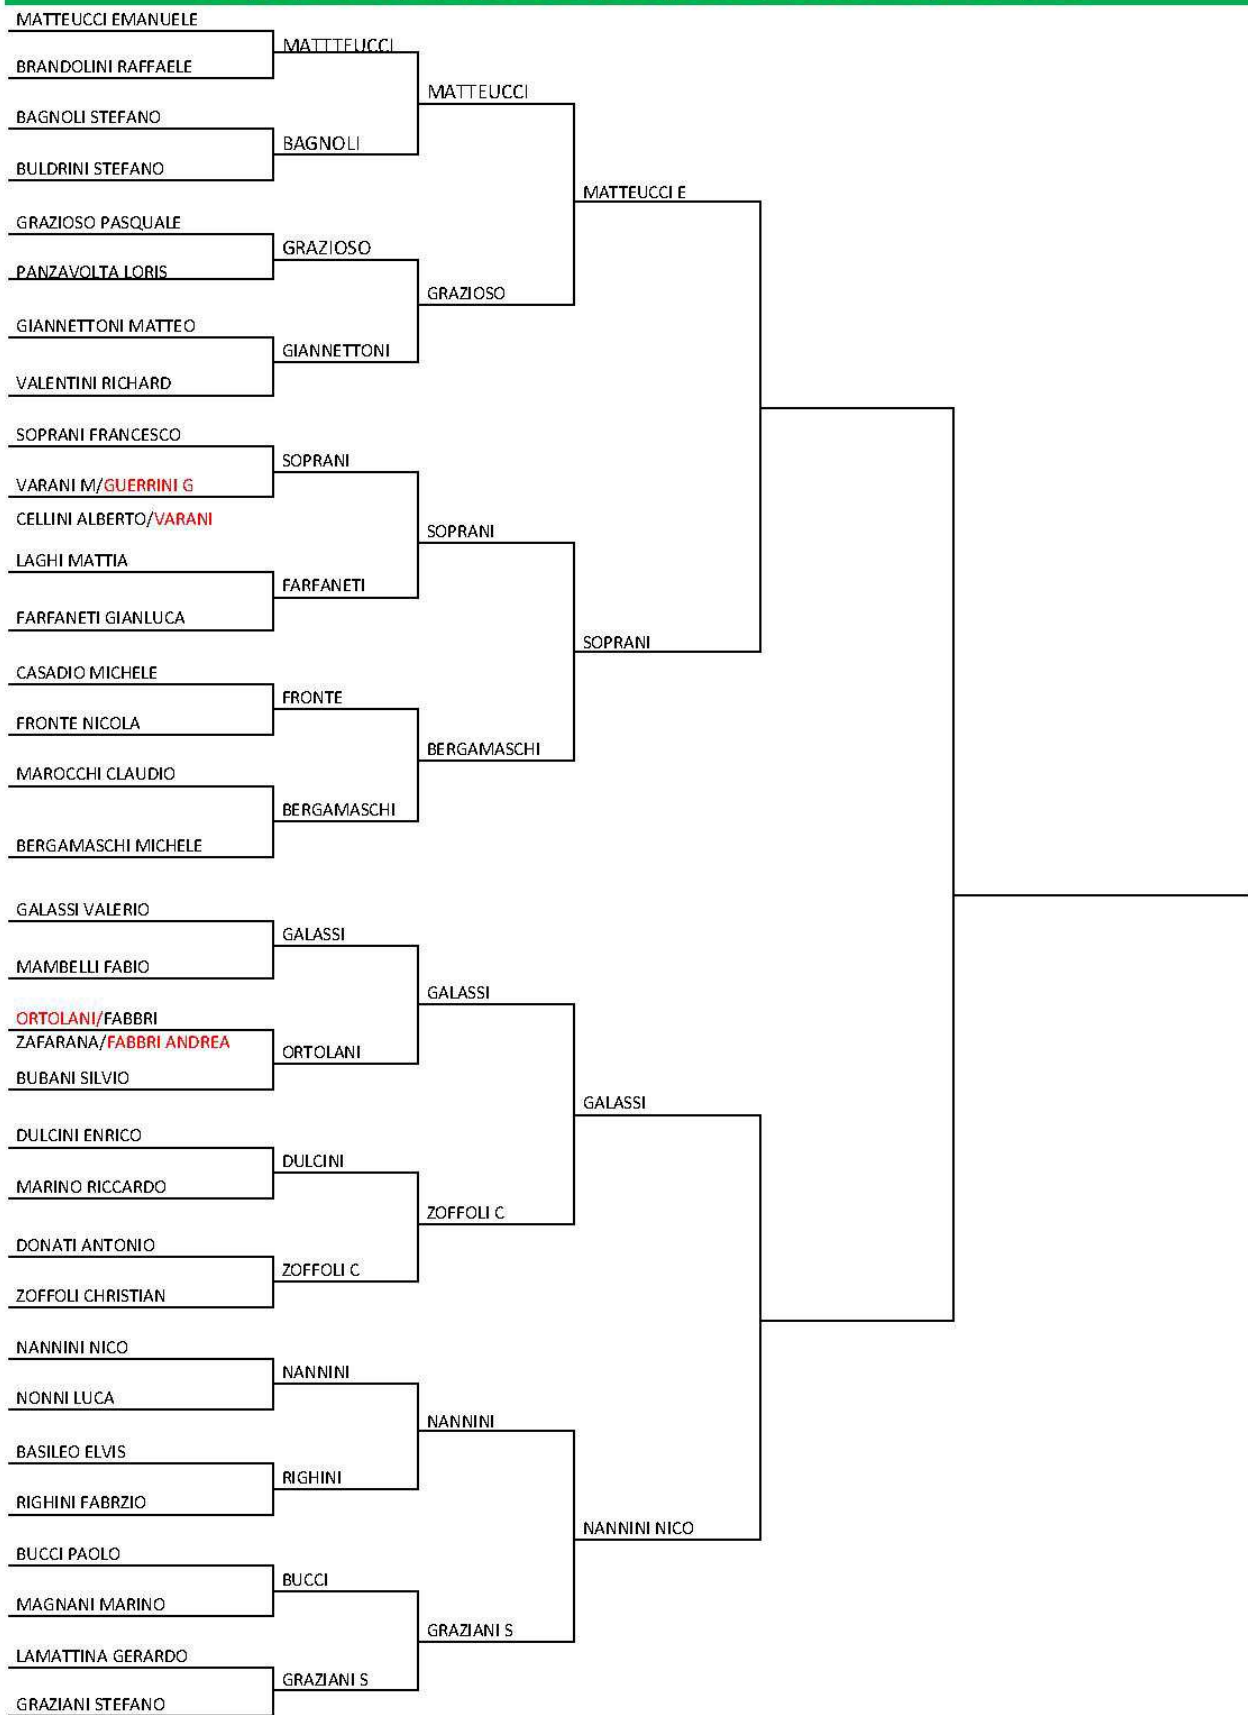 MATTEUCCI EMANUELE
BRANDOLINI RAFFAELE
BAGNOLI STEFANO
BULDRINI STEFANO
GRAZIOSO PASQUALE
PANZAVOLTA LORIS
GIANNETTONI MATTEO
VALENTINI RICHARD
SOPRANI FRANCESCO
VARANI M/GUERRINI G
CELLINI ALBERTO/VARANI
LAGHI MATTIA
FARFANETI GIANLUCA
CASADIO MICHELE
FRONTE NICOLA
MAROCCHI CLAUDIO
BERGAMASCHI MICHELE
GALASSI VALERIO
MAMBELLI FABIO
ORTOLANI/FABBRI
ZAFARANA/FABBRI ANDREA
BUBANI SILVIO
DULCINI ENRICO
MARINO RICCARDO
DONATI ANTONIO
ZOFFOLI CHRISTIAN
NANNINI NICO
NONNI LUCA
BASILEO ELVIS
RIGHINI FABRZIO
BUCCI PAOLO
MAGNANI MARINO
LAMATTINA GERARDO
GRAZIANI STEFANO
MATTTEUCCI
BAGNOLI
GRAZIOSO
GIANNETTONI
SOPRANI
FARFANETI
FRONTE
BERGAMASCHI
GALASSI
ORTOLANI
DULCINI
ZOFFOLI C
NANNINI
RIGHINI
BUCCI
GRAZIANI S
MATTEUCCI
GRAZIOSO
SOPRANI
BERGAMASCHI
GALASSI
ZOFFOLI C
NANNINI
GRAZIANI S
MATTEUCCI E
SOPRANI
GALASSI
NANNINI NICO